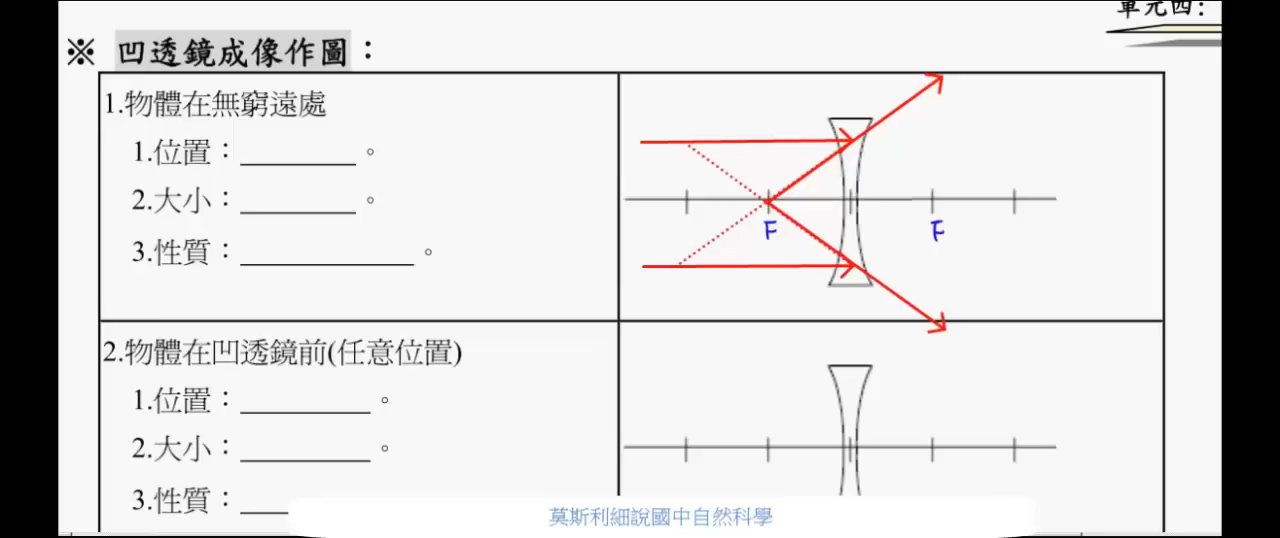 單元四：
※ 凹透鏡成像作圖：
1.物體在無窮遠處
1.位置：________。
2.大小：________。
3.性質：____________。
F
F
2.物體在凹透鏡前(任意位置)
1.位置：_________。
2.大小：_________。
3.性質：___
莫斯利細說國中自然科學